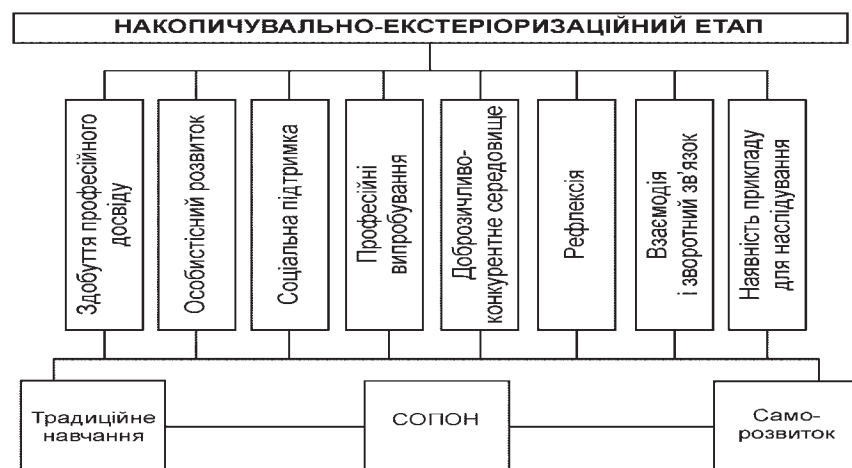 НАКОПИЧУВАЛЬНО-ЕКСТЕРІОРИЗАЦІЙНИЙ ЕТАП
Здобуття професійного
досвіду
Особистісний розвиток
Соціальна підтримка
Професійні
випробування
Доброзичливо-
конкурентне середовище
Рефлексія
Взаємодія
і зворотний зв’язок
Наявність прикладу
для наслідування
Традиційне
навчання
СОПОН
Само-
розвиток